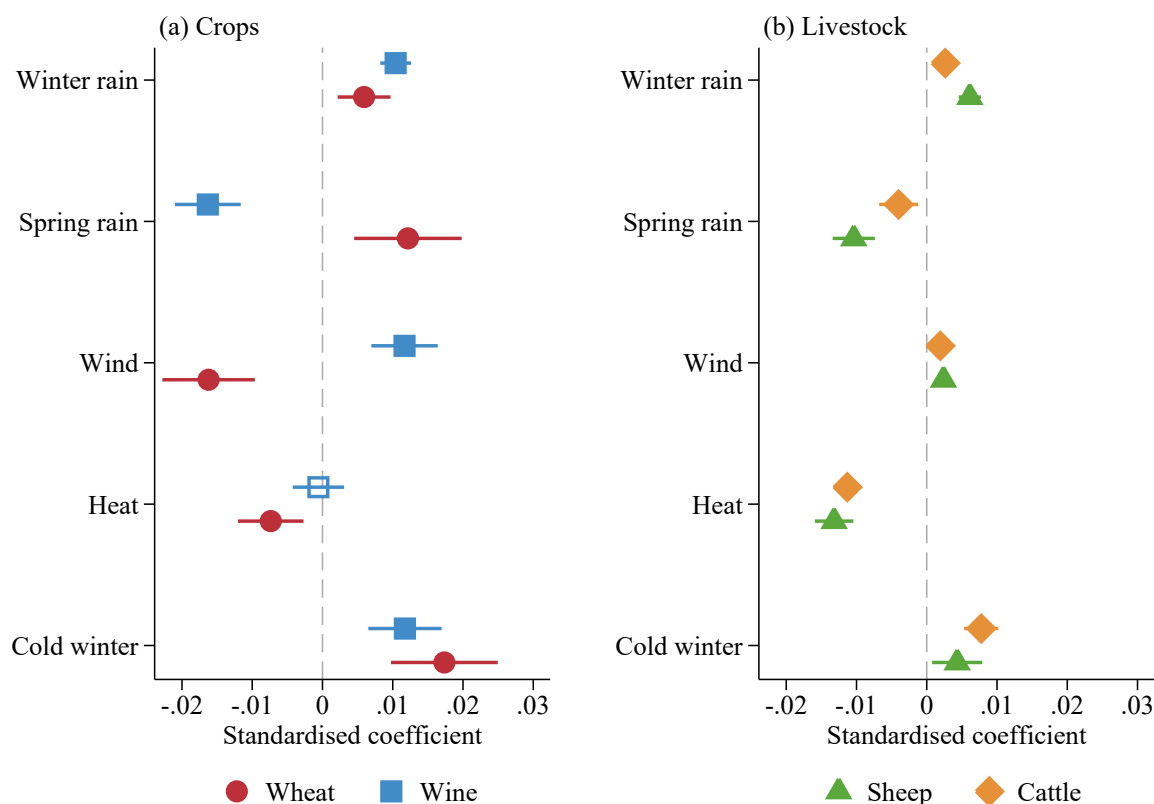 (a) Crops
Winter rain
Spring rain
Wind
Heat
Cold winter
-.02 -.01 0 .01 .02 .03
Standardised coefficient
Wheat Wine
(b) Livestock
Winter rain
Spring rain
Wind
Heat
Cold winter
-.02 -.01 0 .01 .02 .03
Standardised coefficient
Sheep Cattle